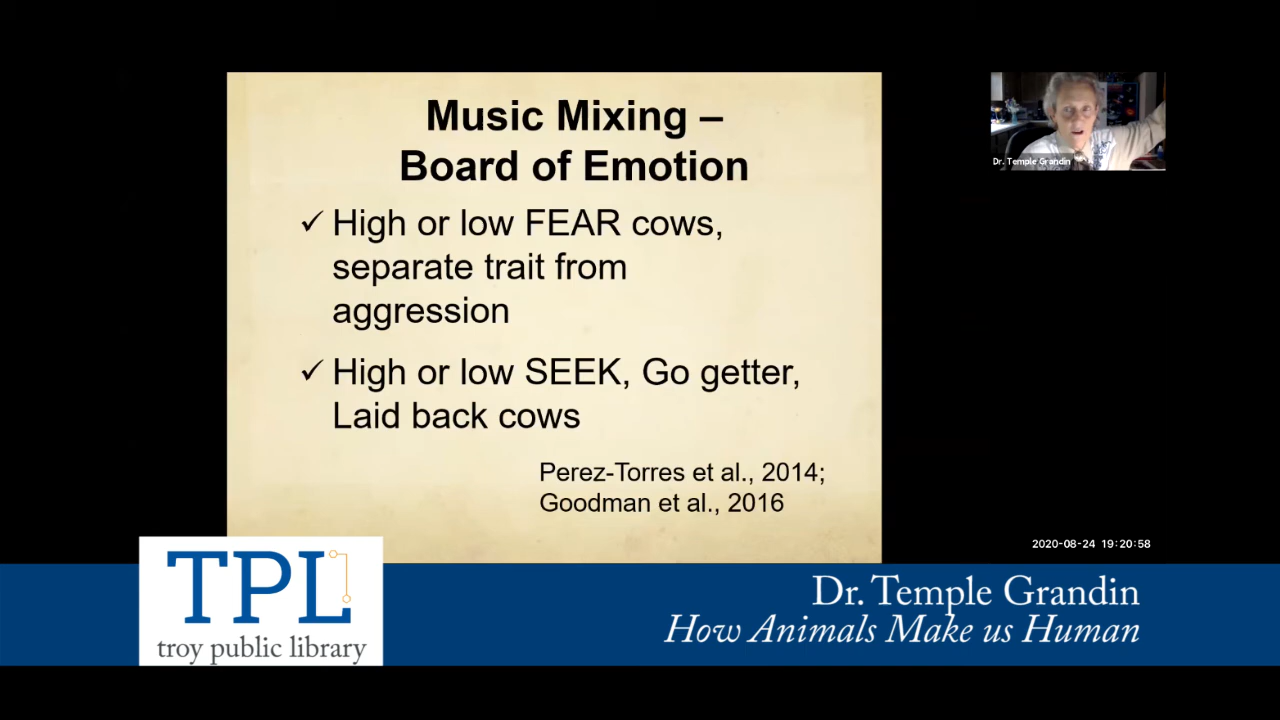 Music Mixing –
Board of Emotion
✓ High or low FEAR cows,
separate trait from
aggression
✓ High or low SEEK, Go getter,
Laid back cows
Perez-Torres et al., 2014;
Goodman et al., 2016
Dr. Temple Grandin
2020-08-24 19:20:58
TPL
troy public library
Dr. Temple Grandin
How Animals Make us Human